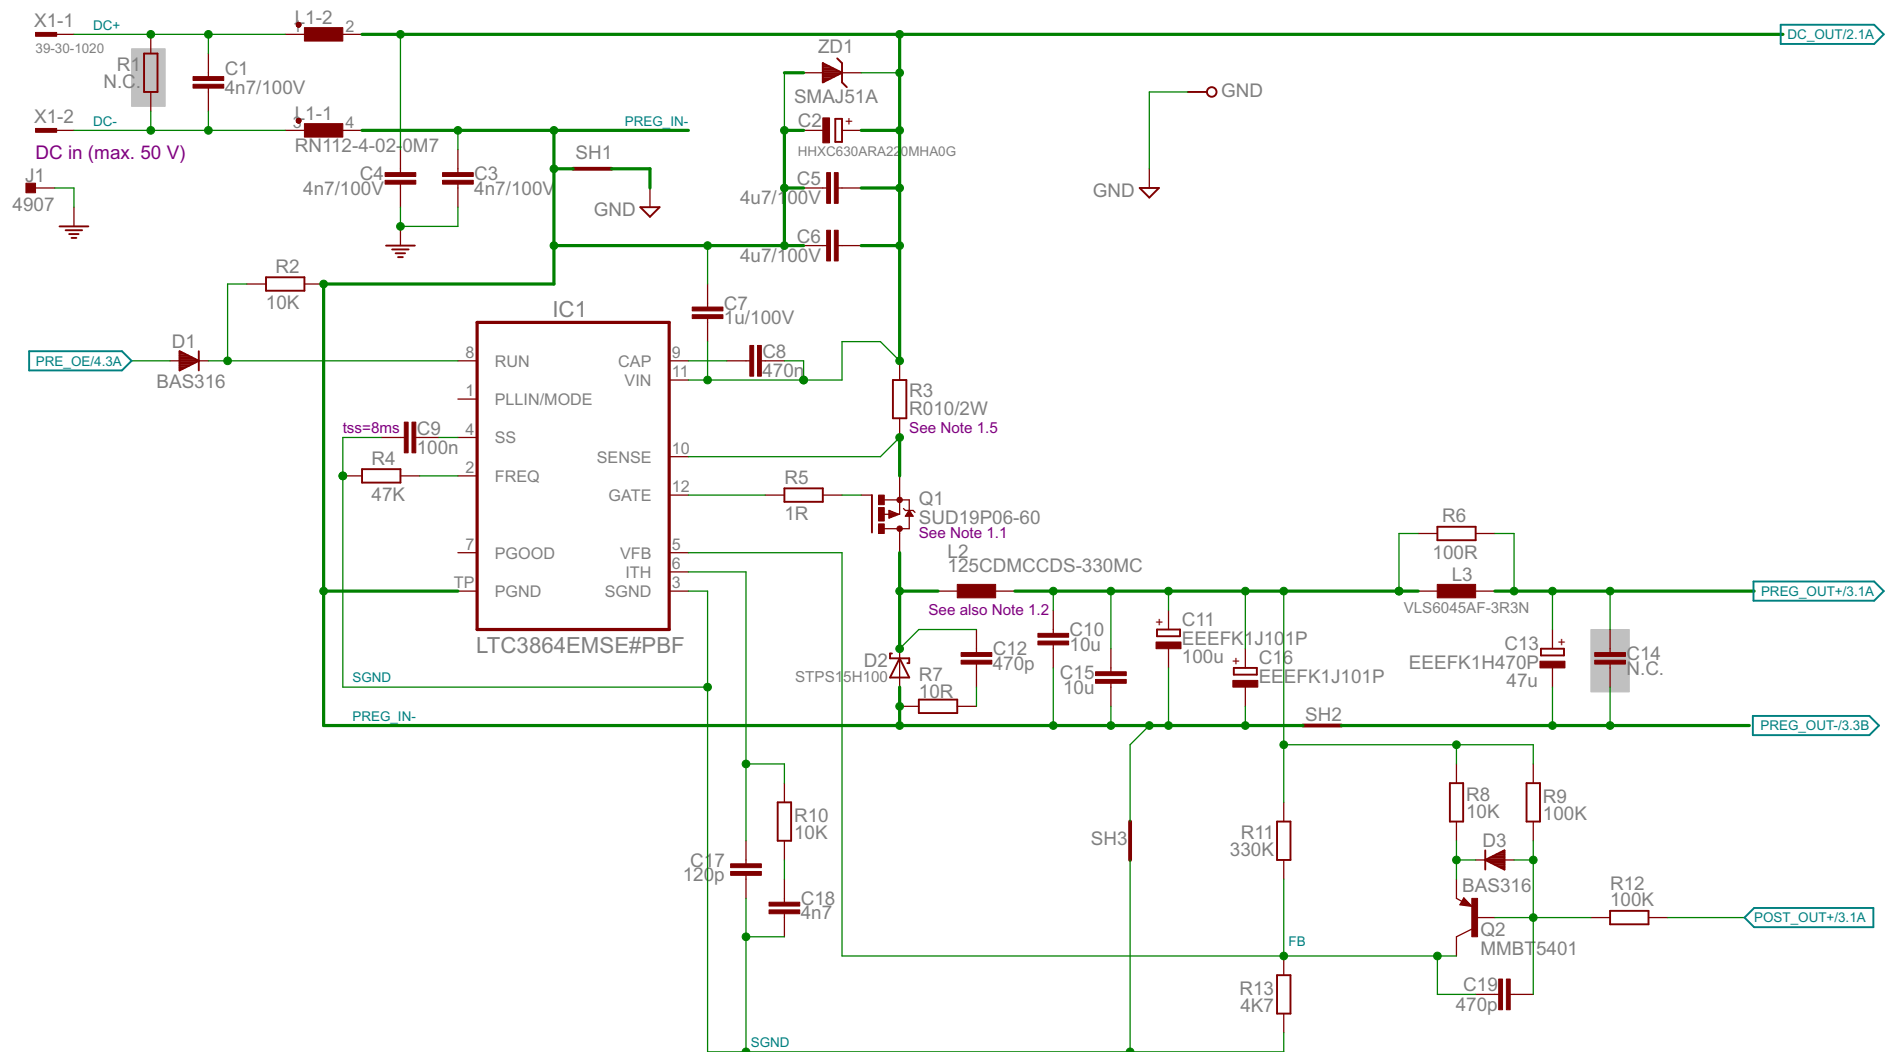 X1-1
DC+
39-30-1020
R1
N.C.
C1
4n7/100V
L1-2
1
2
X1-2
DC-
DC in (max. 50 V)
L1-1
3
4
RN112-4-02-0M7
PREG_IN-
J1
4907
C4
4n7/100V
C3
4n7/100V
SH1
GND
ZD1
SMAJ51A
C2
+
HHXC630ARA220MHA0G
C5
4u7/100V
C6
4u7/100V
GND
GND
DC_OUT/2.1A
R2
10K
PRE_OE/4.3A
D1
BAS316
IC1
8
RUN
1
PLLIN/MODE
4
SS
2
FREQ
7
PGOOD
TP
PGND
CAP
9
VIN
11
SENSE
10
GATE
12
VFB
5
ITH
6
SGND
3
LTC3864EMSE#PBF
tss=8ms
C9
100n
R4
47K
C7
1u/100V
C8
470n
R3
R010/2W
See Note 1.5
R5
1R
Q1
SUD19P06-60
See Note 1.1
L2
125CDMCCDS-330MC
See also Note 1.2
D2
STPS15H100
C12
470p
R7
10R
C10
10u
C15
10u
+
C11
EEEFK1J101P
100u
+
C16
EEEFK1J101P
R6
100R
L3
VLS6045AF-3R3N
C13
+
EEEFK1H470P
47u
C14
N.C.
PREG_OUT+/3.1A
SGND
PREG_IN-
SH2
PREG_OUT-/3.3B
R10
10K
C17
120p
C18
4n7
SH3
R11
330K
R8
10K
R9
100K
D3
BAS316
R12
100K
POST_OUT+/3.1A
Q2
MMBT5401
FB
R13
4K7
C19
470p
SGND